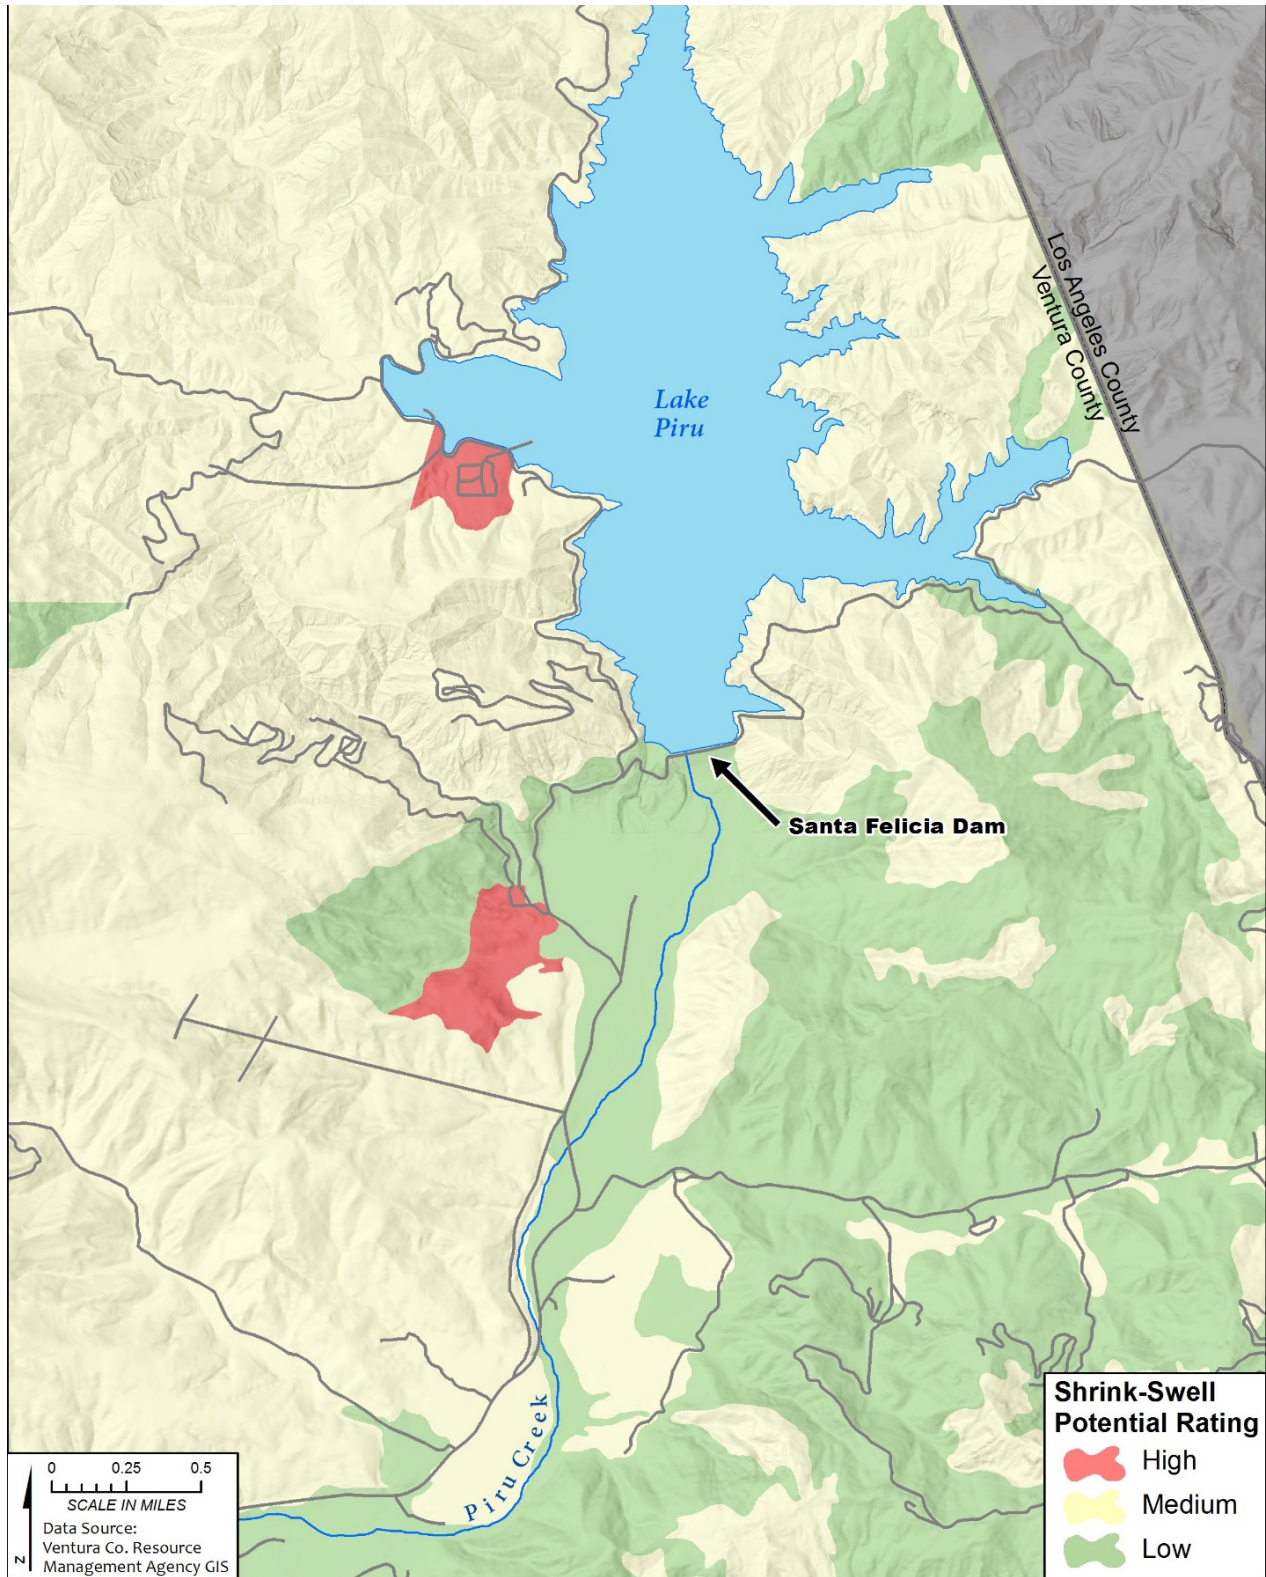 Los Angeles County
Ventura County
Lake
Piru
Santa Felicia Dam
Piru Creek
Shrink-Swell
Potential Rating
High
Medium
Low
0 0.25 0.5
SCALE IN MILES
Data Source:
Ventura Co. Resource
Management Agency GIS
N